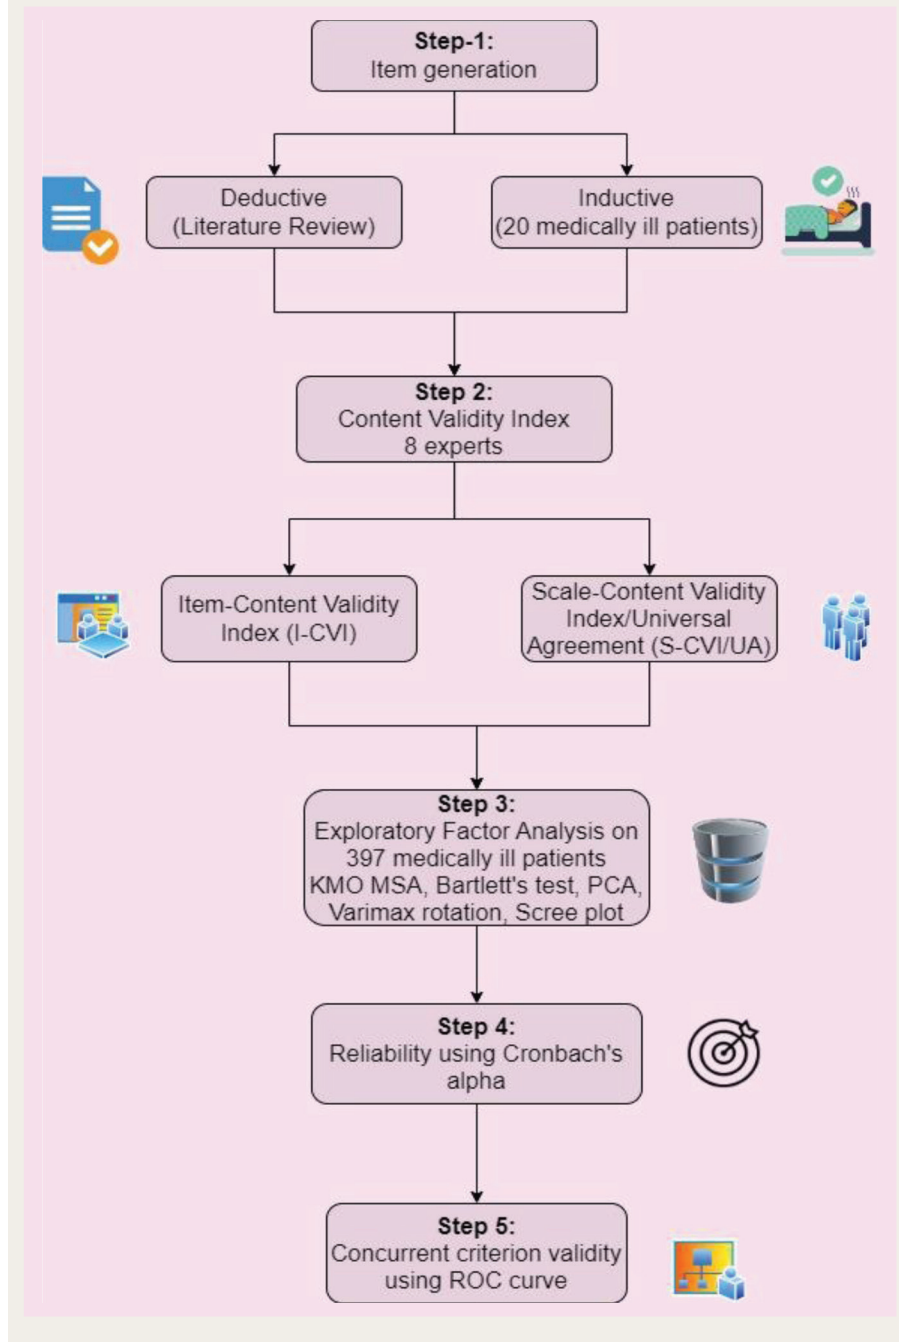 Step-1:
Item generation
Deductive
(Literature Review)
Inductive
(20 medically ill patients)
Step 2:
Content Validity Index
8 experts
Item-Content Validity
Index (I-CVI)
Scale-Content Validity
Index/Universal
Agreement (S-CVI/UA)
Step 3:
Exploratory Factor Analysis on
397 medically ill patients
KMO MSA, Bartlett's test, PCA,
Varimax rotation, Scree plot
Step 4:
Reliability using Cronbach's
alpha
Step 5:
Concurrent criterion validity
using ROC curve